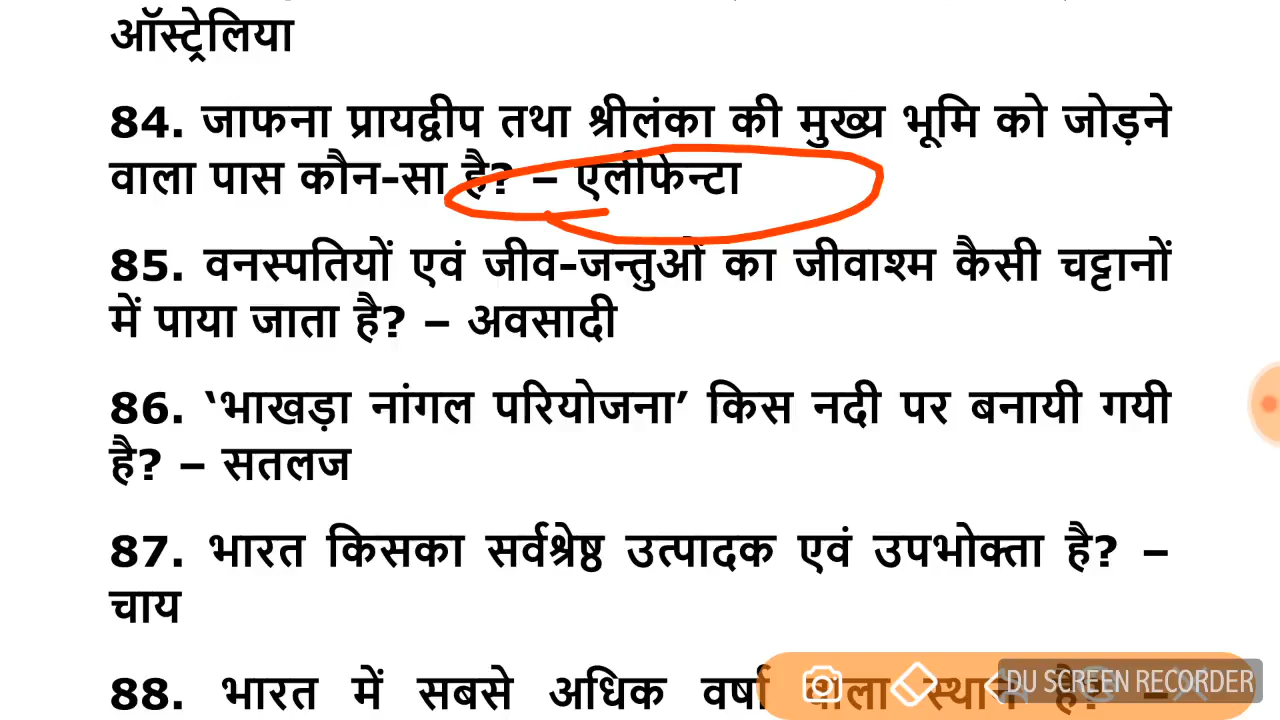 ऑस्ट्रेलिया
84. जाफना प्रायद्वीप तथा श्रीलंका की मुख्य भूमि को जोड़ने
वाला पास कौन-सा है? – एलीफेन्टा
85. वनस्पतियों एवं जीव-जन्तुओं का जीवाश्म कैसी चट्टानों
में पाया जाता है? – अवसादी
86. ‘भाखड़ा नांगल परियोजना’ किस नदी पर बनायी गयी
है? – सतलज
87. भारत किसका सर्वश्रेष्ठ उत्पादक एवं उपभोक्ता है? –
चाय
88. भारत में सबसे अधिक वर्षा वाला स्थान है? –
DU SCREEN RECORDER